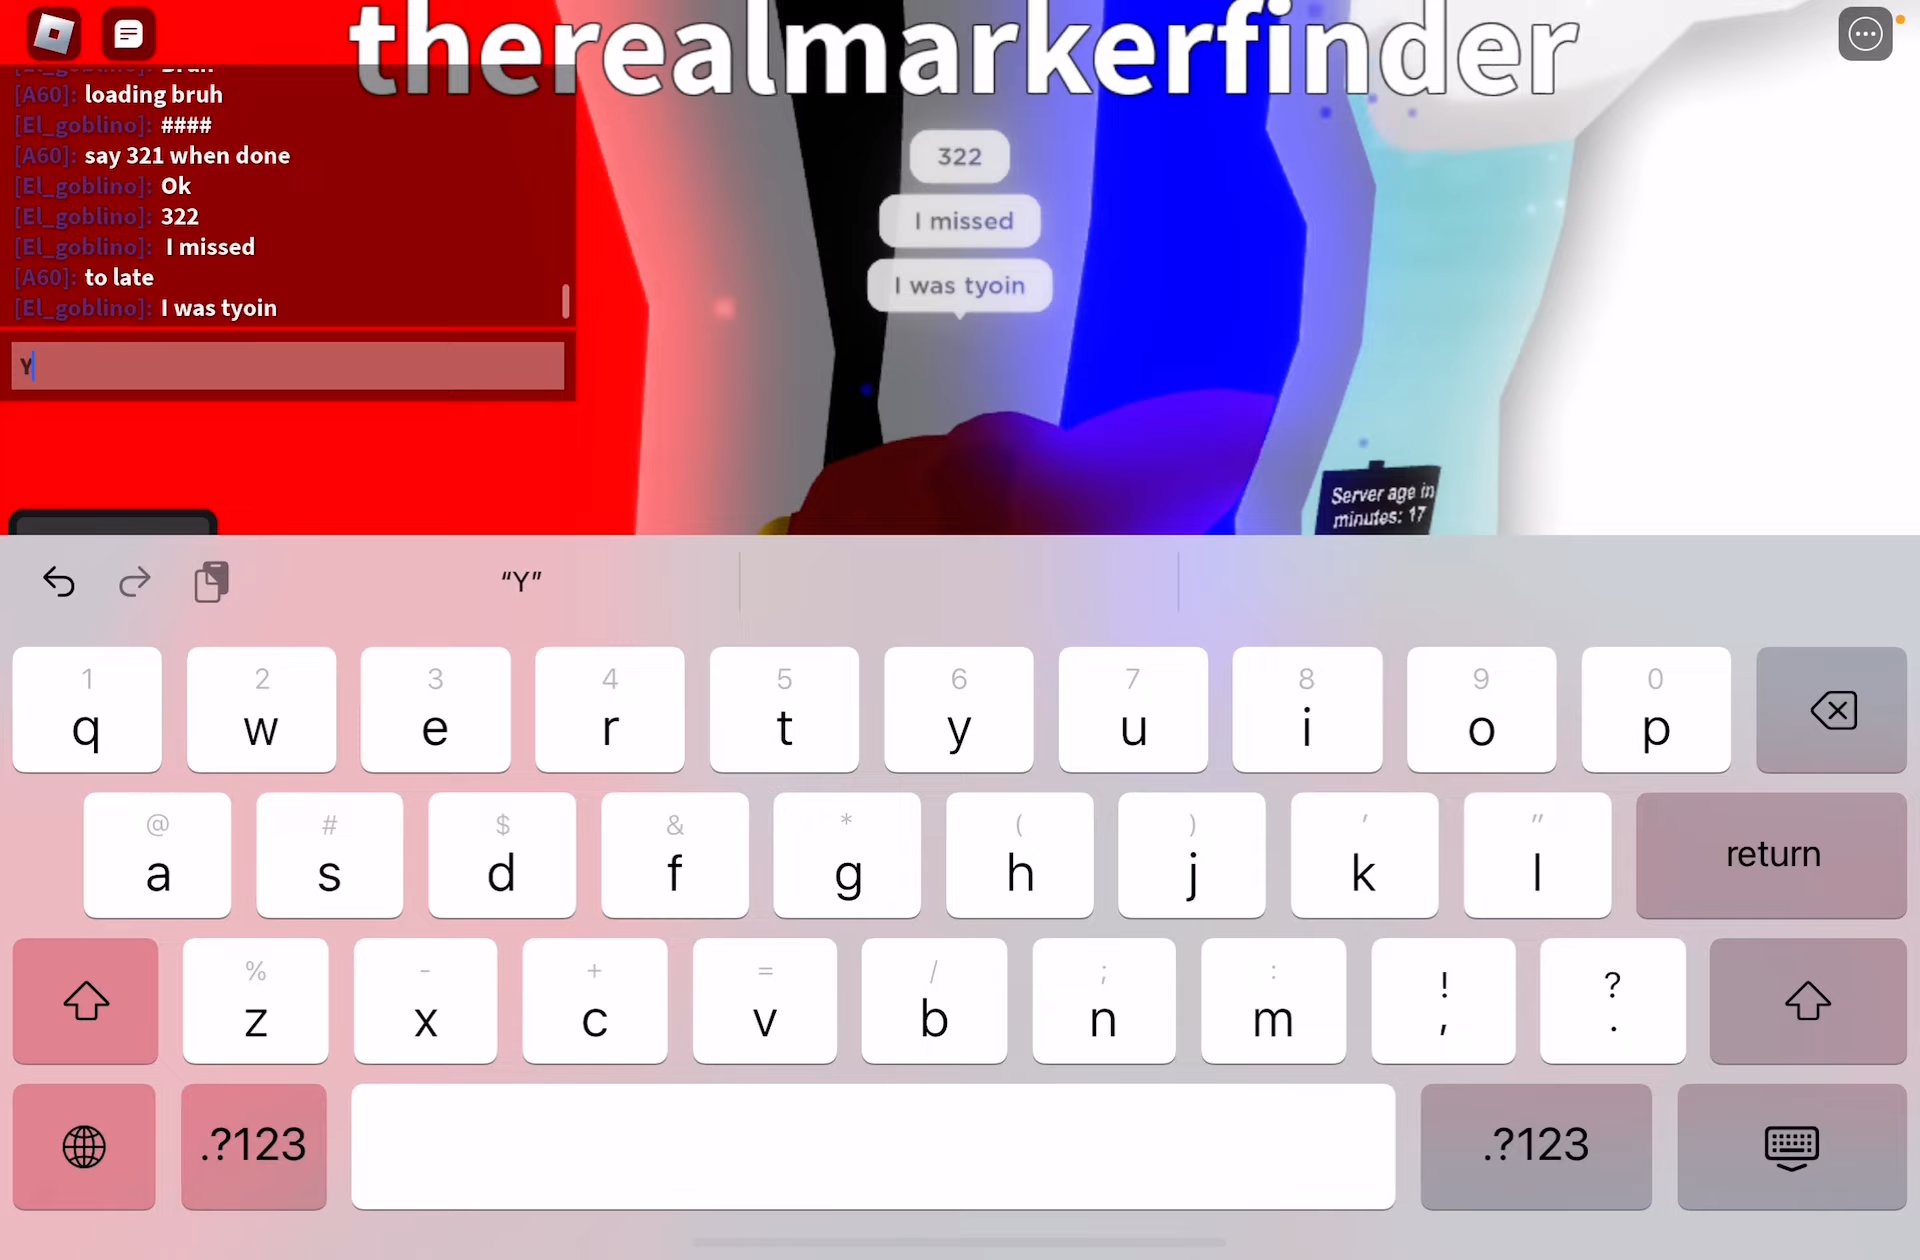 therealmarkerfinder
[El_goblino]: Bruh
[A60]: loading bruh
[El_goblino]: ####
[A60]: say 321 when done
[El_goblino]: Ok
[El_goblino]: 322
[El_goblino]: I missed
[A60]: to late
[El_goblino]: I was tyoin
Y
322
I missed
I was tyoin
Server age in
minutes: 17
“Y”
1 2 3 4 5 6 7 8 9 0
q w e r t y u i o p
@ # $ & * ( ) ' "
a s d f g h j k l return
% - + = / ; : ! ?
z x c v b n m , .
.?123 .?123